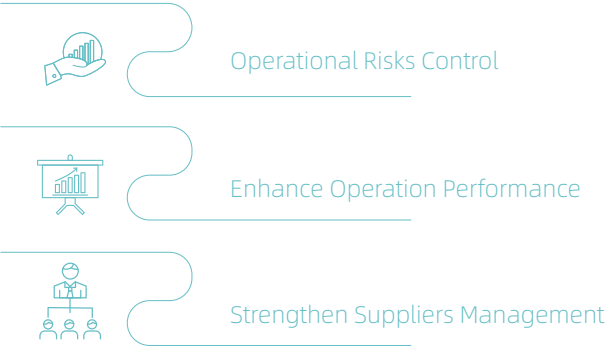 Operational Risks Control
Enhance Operation Performance
Strengthen Suppliers Management